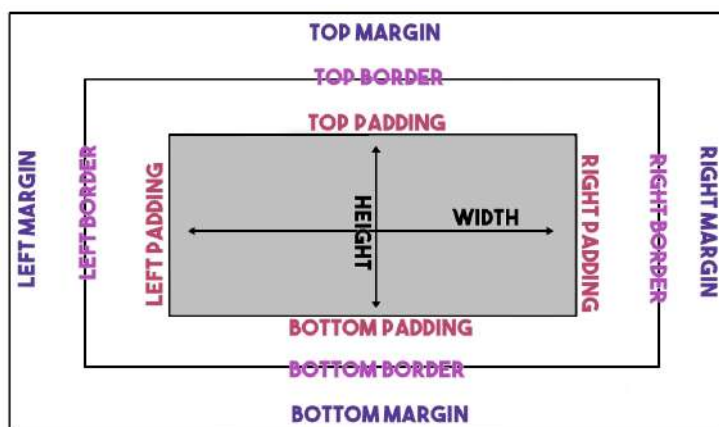 TOP MARGIN
TOP BORDER
TOP PADDING
LEFT MARGIN
LEFT BORDER
LEFT PADDING
HEIGHT
WIDTH
RIGHT PADDING
RIGHT BORDER
RIGHT MARGIN
BOTTOM PADDING
BOTTOM BORDER
BOTTOM MARGIN